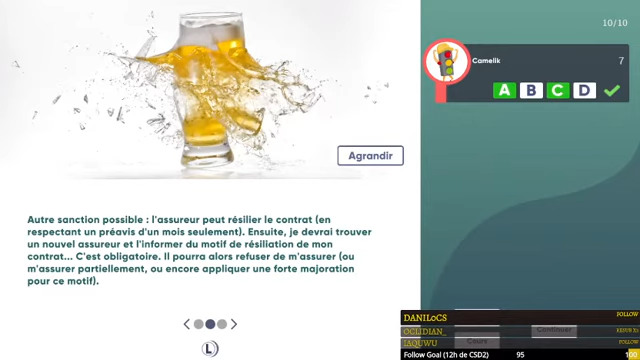 10/10
Camelik 7
A B C D
Agrandir
Autre sanction possible : l'assureur peut résilier le contrat (en
respectant un préavis d'un mois seulement). Ensuite, je devrai trouver
un nouvel assureur et l'informer du motif de résiliation de mon
contrat... C'est obligatoire. Il pourra alors refuser de m'assurer (ou
m'assurer partiellement, ou encore appliquer une forte majoration
pour ce motif).
L
DANILoCS FOLLOW
OCLIDIAN_
IAQUWU FOLLOW
Continuer
Cours
Follow Goal (12h de CSD2) 95 100